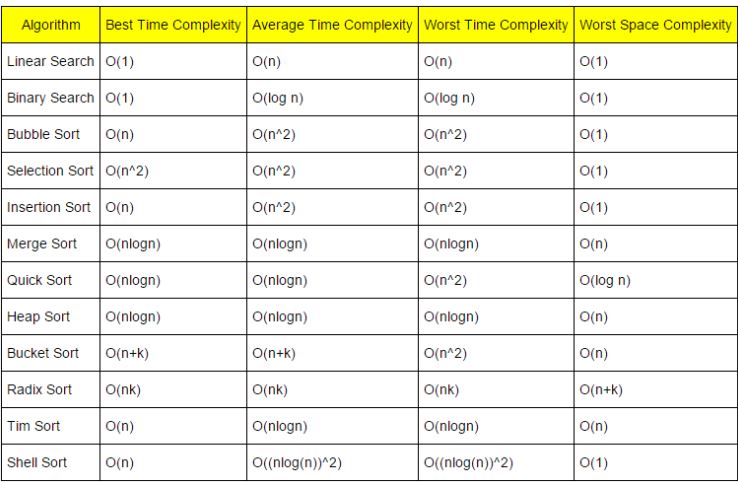 Algorithm Best Time Complexity Average Time Complexity Worst Time Complexity Worst Space Complexity
Linear Search O(1) O(n) O(n) O(1)
Binary Search O(1) O(log n) O(log n) O(1)
Bubble Sort O(n) O(n^2) O(n^2) O(1)
Selection Sort O(n^2) O(n^2) O(n^2) O(1)
Insertion Sort O(n) O(n^2) O(n^2) O(1)
Merge Sort O(nlogn) O(nlogn) O(nlogn) O(n)
Quick Sort O(nlogn) O(nlogn) O(n^2) O(log n)
Heap Sort O(nlogn) O(nlogn) O(nlogn) O(n)
Bucket Sort O(n+k) O(n+k) O(n^2) O(n)
Radix Sort O(nk) O(nk) O(nk) O(n+k)
Tim Sort O(n) O(nlogn) O(nlogn) O(n)
Shell Sort O(n) O((nlog(n))^2) O((nlog(n))^2) O(1)